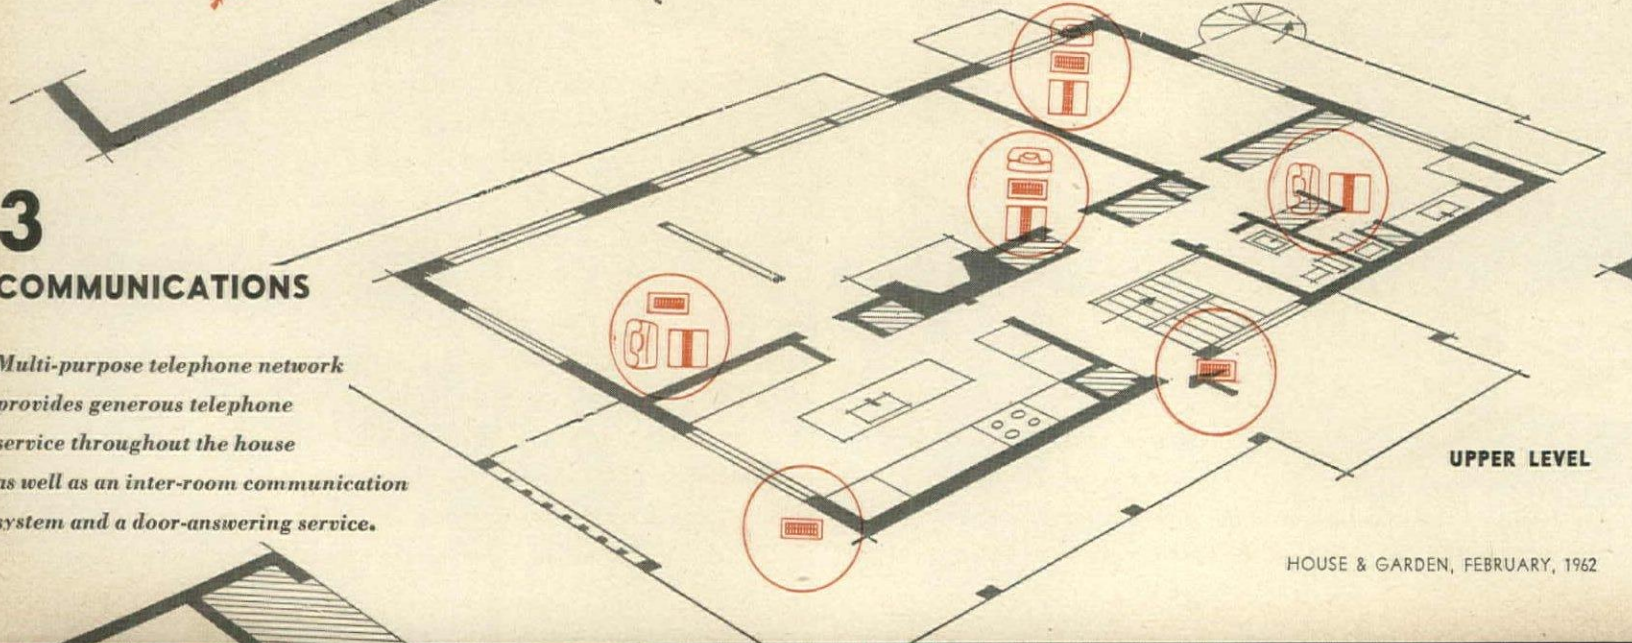 3
COMMUNICATIONS
Multi-purpose telephone network
provides generous telephone
service throughout the house
as well as an inter-room communication
system and a door-answering service.
UPPER LEVEL
HOUSE & GARDEN, FEBRUARY, 1962